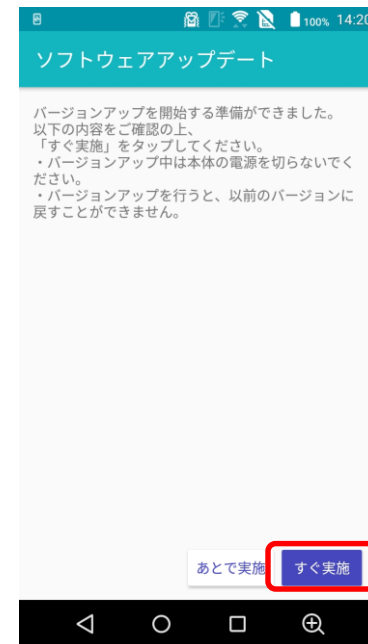 100% 14:20
ソフトウェアアップデート
バージョンアップを開始する準備ができました。
以下の内容をご確認の上、
「すぐ実施」をタップしてください。
・バージョンアップ中は本体の電源を切らないでく
ださい。
・バージョンアップを行うと、以前のバージョンに
戻すことができません。
あとで実施 すぐ実施